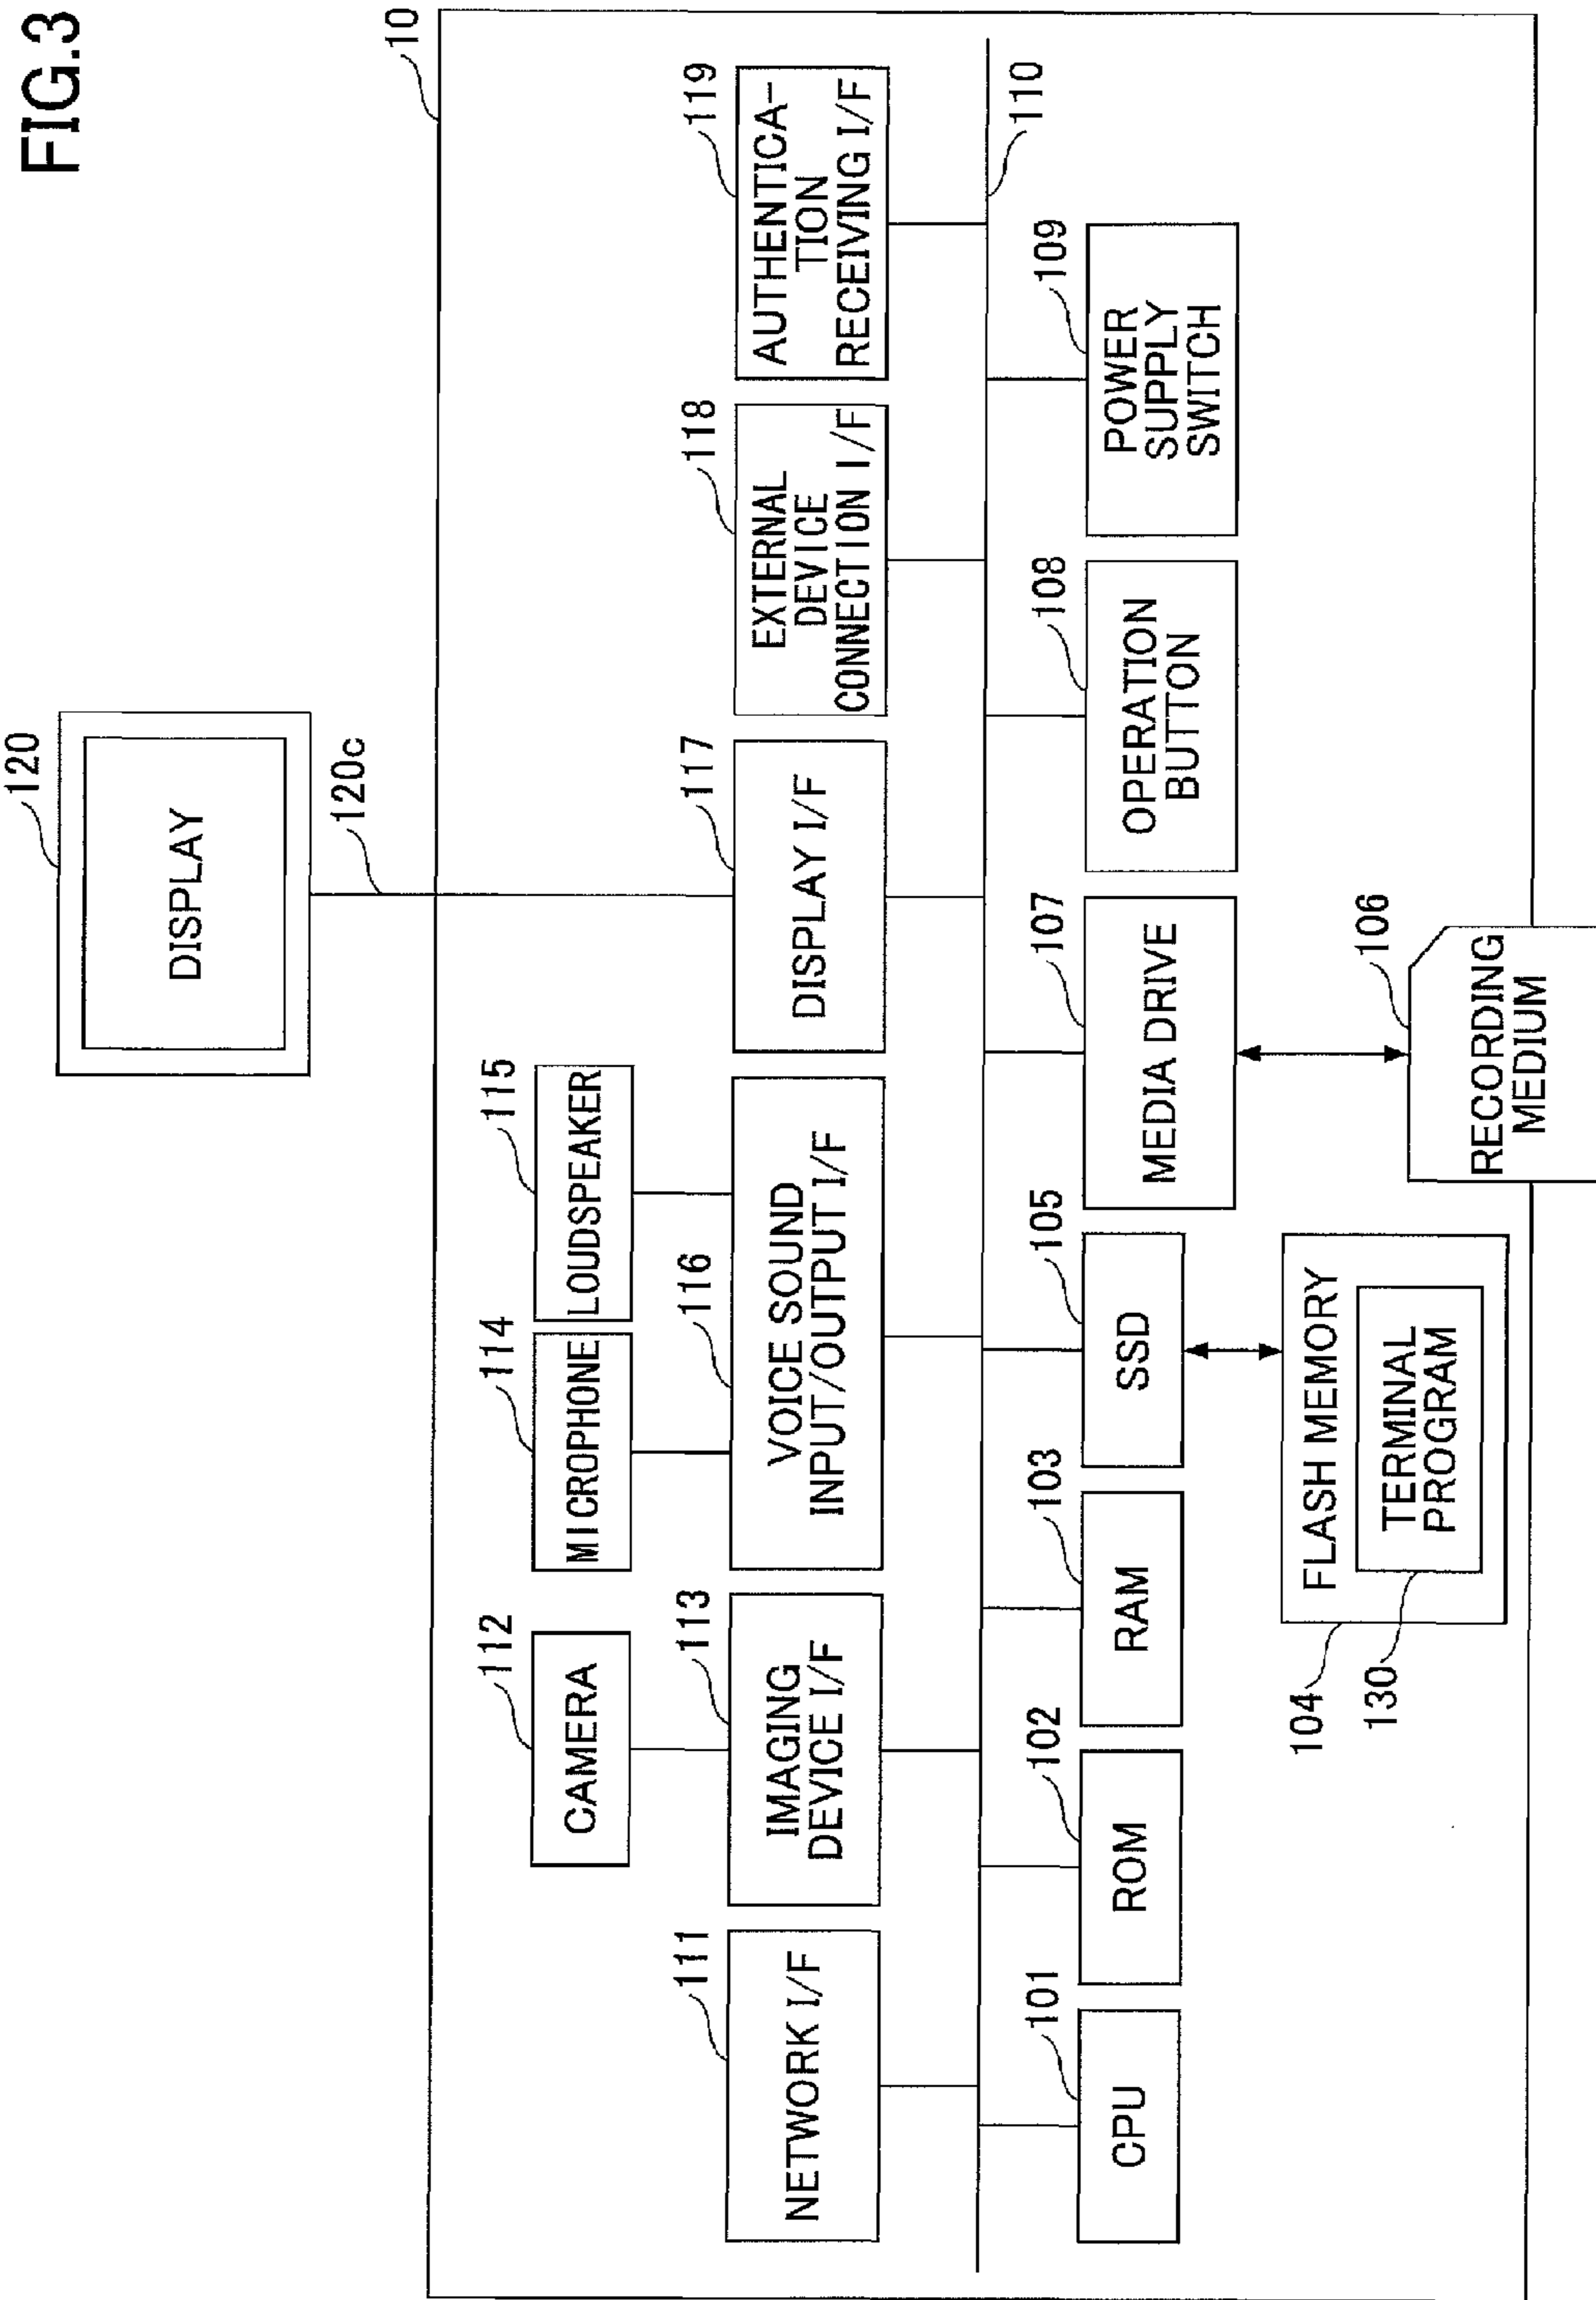 FIG.3
120
DISPLAY
120c
10
112
CAMERA
114
MICROPHONE
115
LOUDSPEAKER
111
NETWORK I/F
113
IMAGING
DEVICE I/F
116
VOICE SOUND
INPUT/OUTPUT I/F
117
DISPLAY I/F
118
EXTERNAL
DEVICE
CONNECTION I/F
119
AUTHENTICA-
TION
RECEIVING I/F
110
101
CPU
102
ROM
103
RAM
105
SSD
107
MEDIA DRIVE
108
OPERATION
BUTTON
109
POWER
SUPPLY
SWITCH
104
FLASH MEMORY
130
TERMINAL
PROGRAM
106
RECORDING
MEDIUM